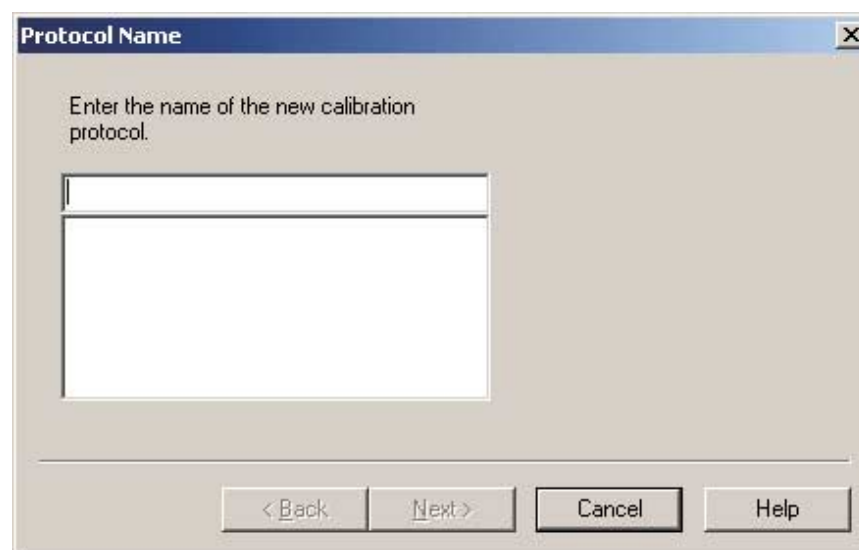 Protocol Name
Enter the name of the new calibration
protocol.
< Back
Next >
Cancel
Help